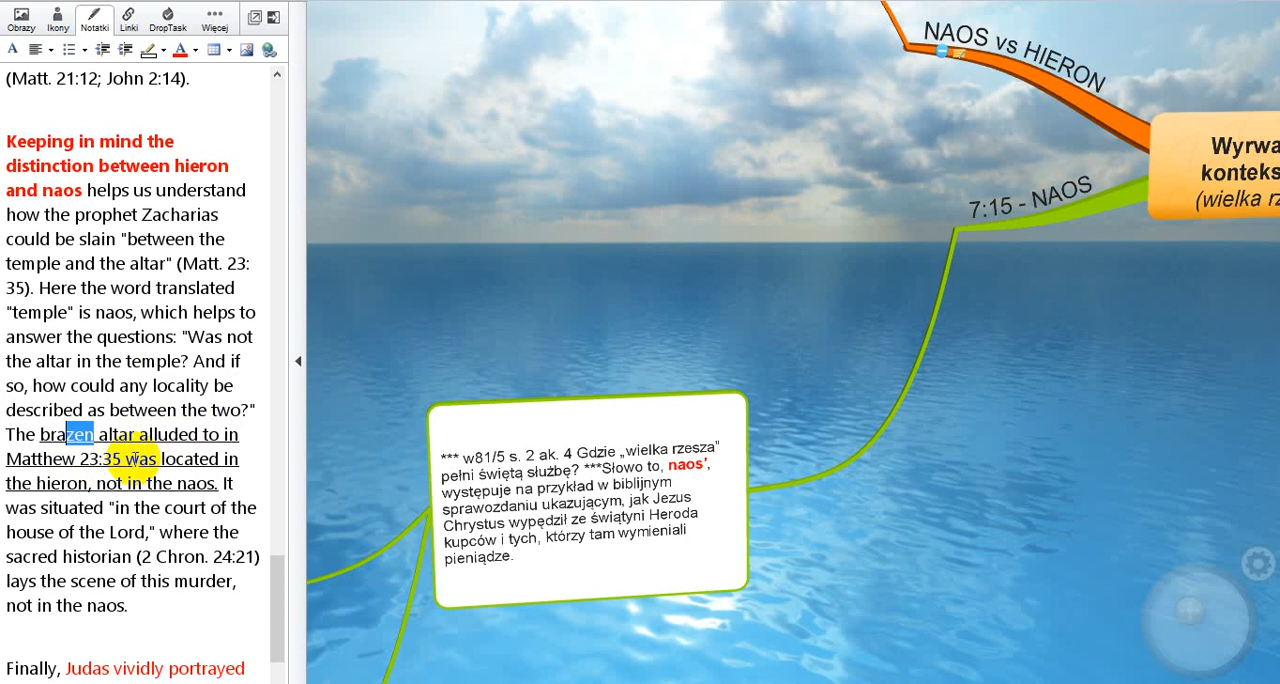 Obrazy Ikony Notatki Linki DropTask Więcej
(Matt. 21:12; John 2:14).
Keeping in mind the
distinction between hieron
and naos helps us understand
how the prophet Zacharias
could be slain "between the
temple and the altar" (Matt. 23:
35). Here the word translated
"temple" is naos, which helps to
answer the questions: "Was not
the altar in the temple? And if
so, how could any locality be
described as between the two?"
The brazen altar alluded to in
Matthew 23:35 was located in
the hieron, not in the naos. It
was situated "in the court of the
house of the Lord," where the
sacred historian (2 Chron. 24:21)
lays the scene of this murder,
not in the naos.
Finally, Judas vividly portrayed
NAOS vs HIERON
7:15 - NAOS
Wyrwa
konteks
(wielka rz
*** w81/5 s. 2 ak. 4 Gdzie „wielka rzesza”
pełni świętą służbę? ***Słowo to, naos’,
występuje na przykład w biblijnym
sprawozdaniu ukazującym, jak Jezus
Chrystus wypędził ze świątyni Heroda
kupców i tych, którzy tam wymieniali
pieniądze.